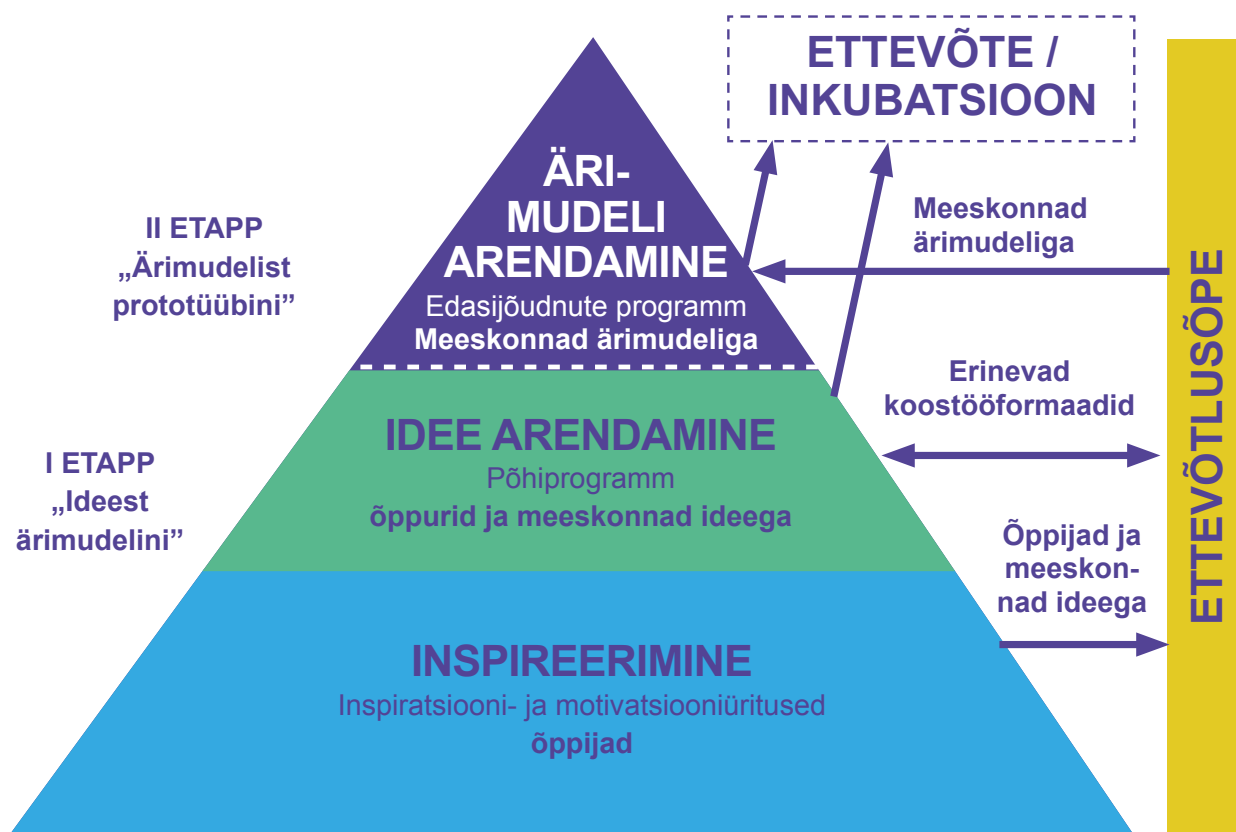 ETTEVÕTE /
INKUBATSIOON
ÄRI-
MUDELI
ARENDAMINE
Edasijõudnute programm
Meeskonnad ärimudeliga
II ETAPP
„Ärimudelist
prototüübini”
Meeskonnad
ärimudeliga
IDEE ARENDAMINE
Põhiprogramm
õppurid ja meeskonnad ideega
I ETAPP
„Ideest
ärimudelini”
Erinevad
koostööformaadid
Õppijad ja
meeskon-
nad ideega
INSPIREERIMINE
Inspiratsiooni- ja motivatsiooniüritused
õppijad
ETTEVÕTLUSÕPE